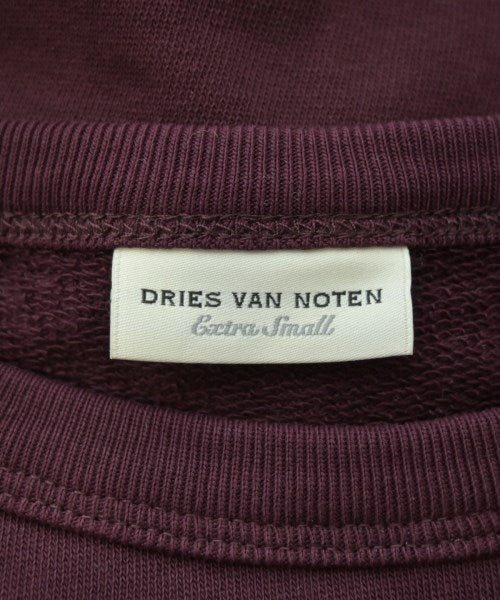 DRIES VAN NOTEN
Extra Small